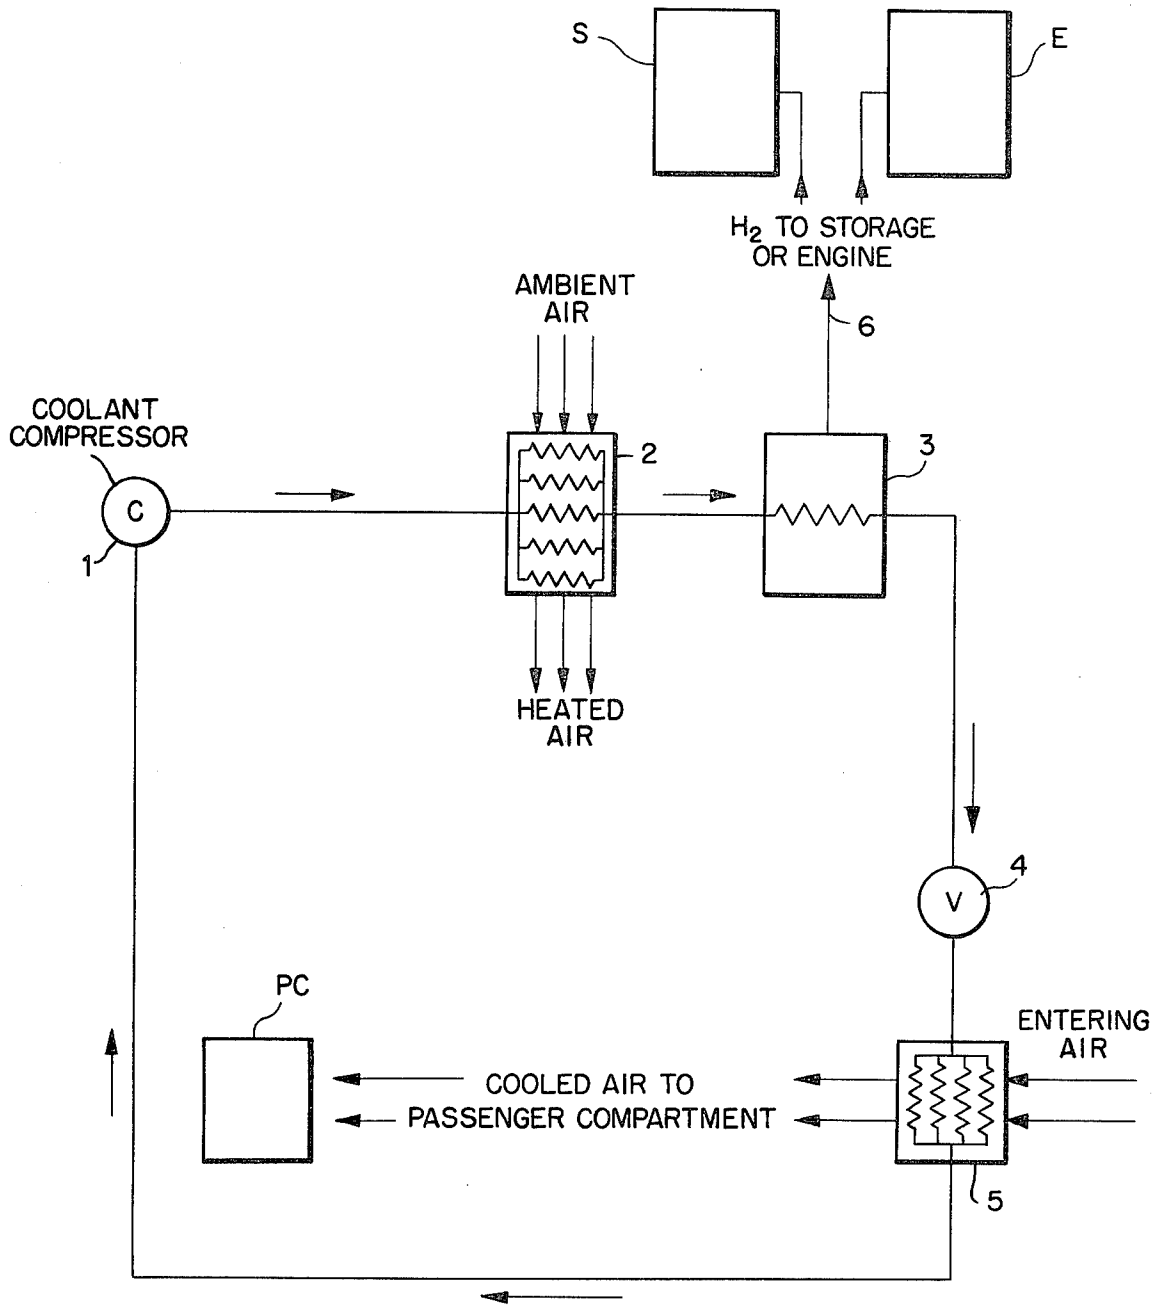 S
E
H2 TO STORAGE
OR ENGINE
AMBIENT
AIR
6
COOLANT
COMPRESSOR
2
3
C
1
HEATED
AIR
4
V
PC
ENTERING
AIR
COOLED AIR TO
PASSENGER COMPARTMENT
5